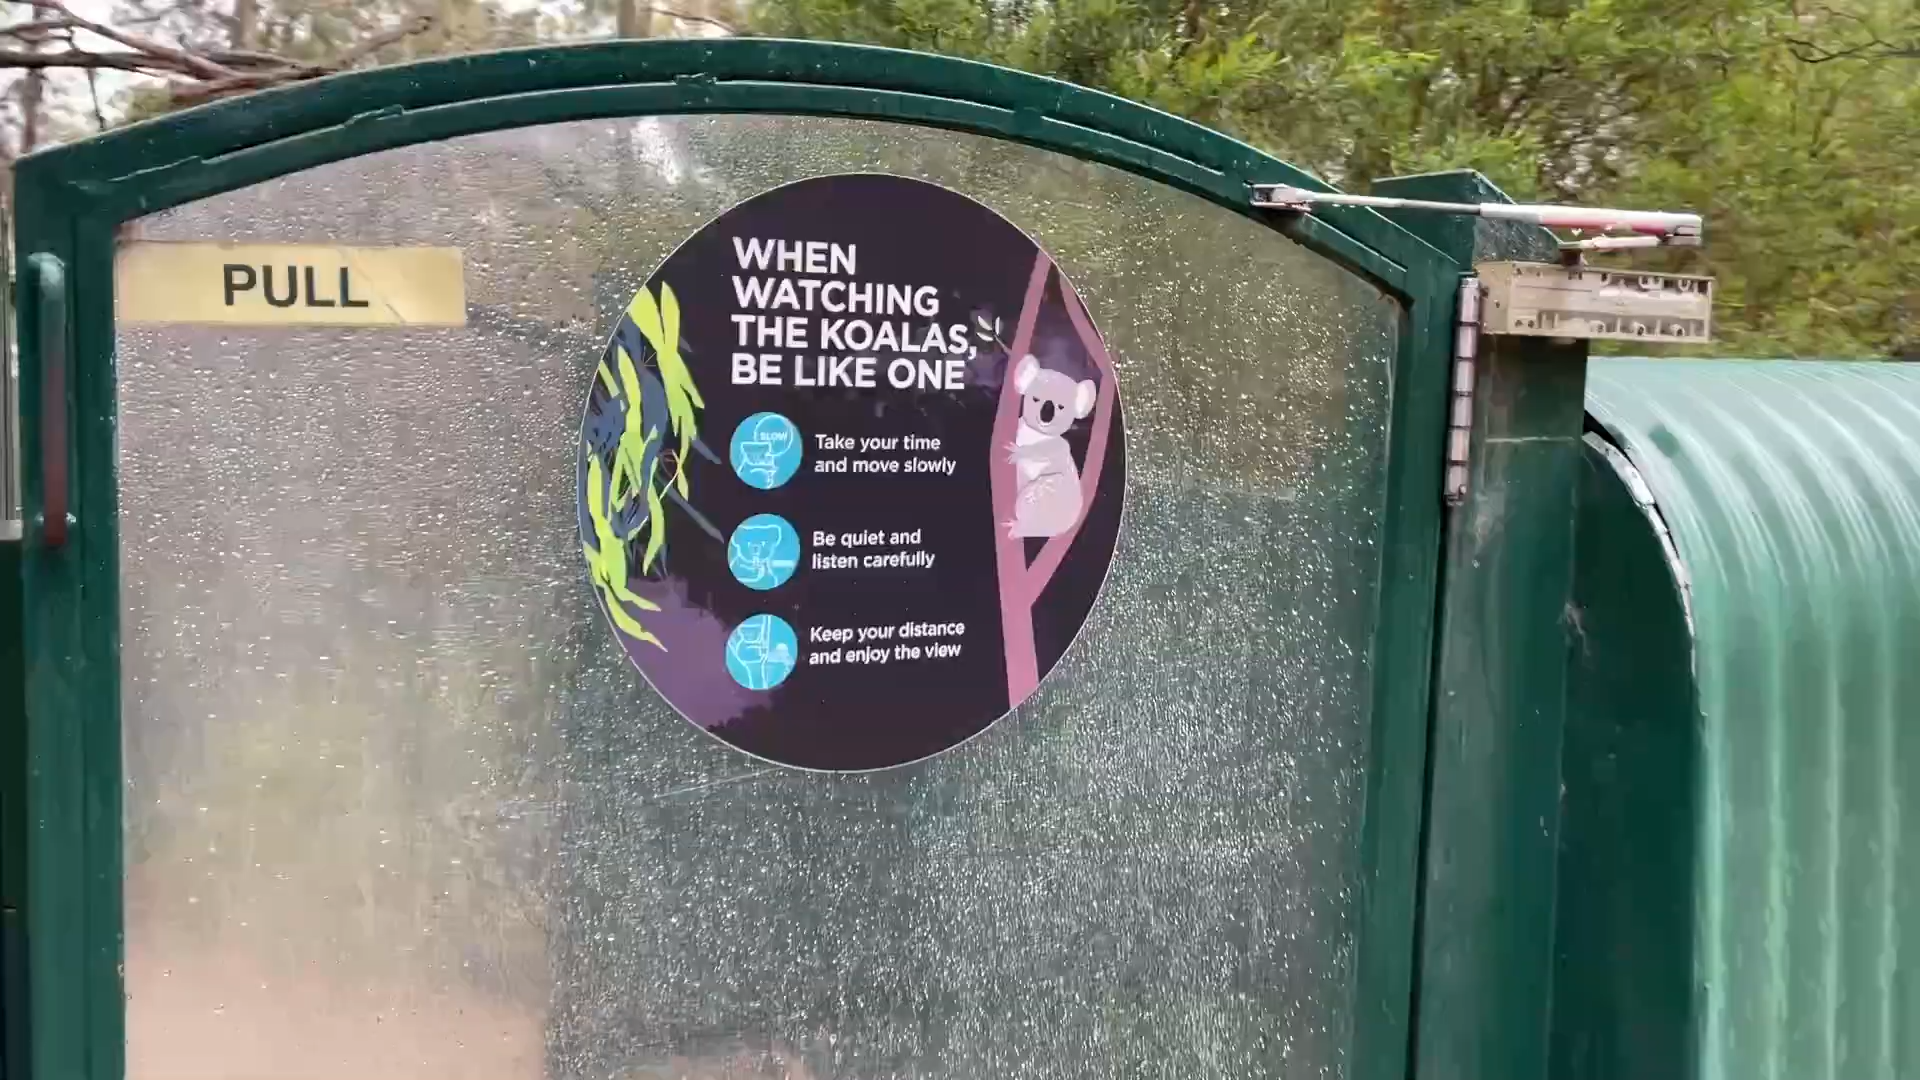 PULL
WHEN
WATCHING
THE KOALAS,
BE LIKE ONE
SLOW
Take your time
and move slowly
Be quiet and
listen carefully
Keep your distance
and enjoy the view